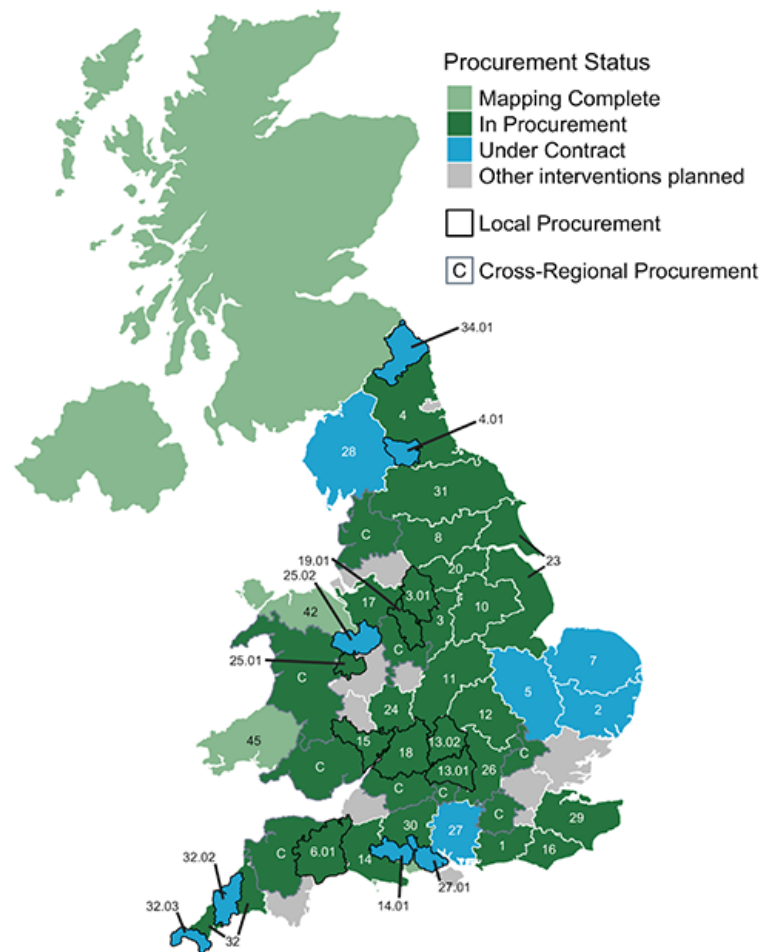 Procurement Status
Mapping Complete
In Procurement
Under Contract
Other interventions planned
Local Procurement
C Cross-Regional Procurement
34.01
4
4.01
28
31
C
8
23
19.01
20
25.02
17
3.01
10
42
3
C
25.01
7
C
11
5
2
24
12
45
15
13.02
18
C
C
13.01
26
C
C
C
29
30
27
32.02
C
6.01
14
1
16
27.01
14.01
32.03
32